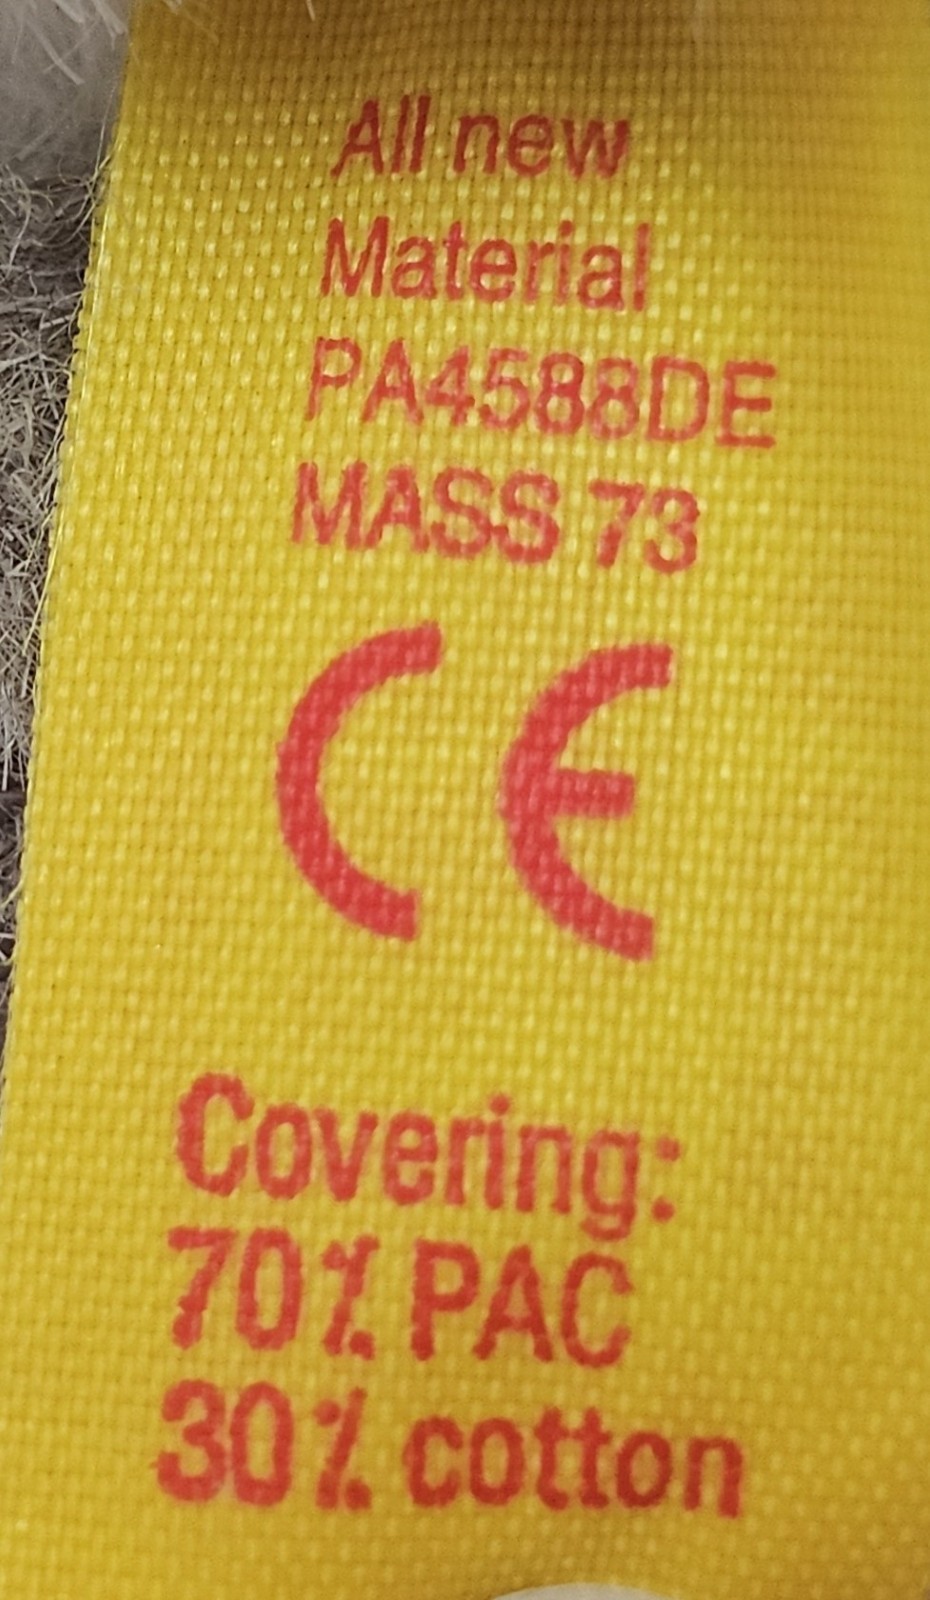 All new
Material
PA4588DE
MASS 73
CE
Covering:
70% PAC
30% cotton